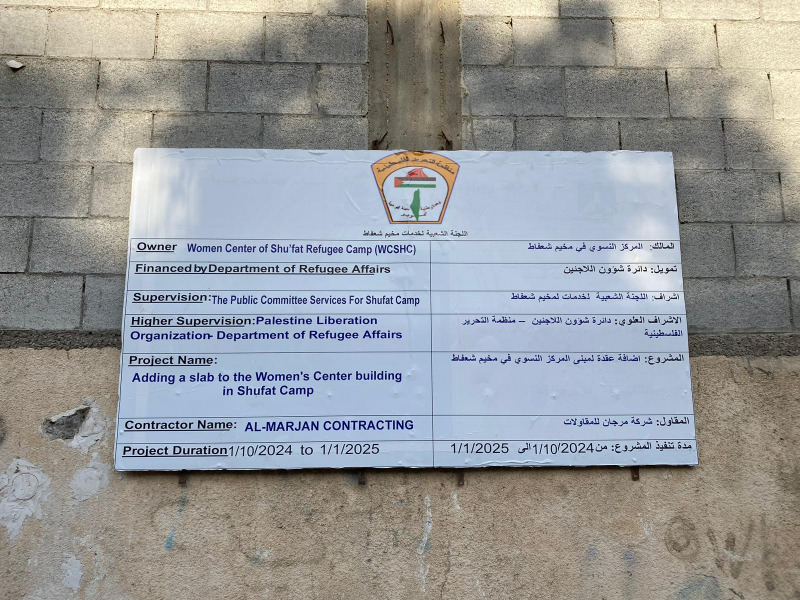 منظمة التحرير الفلسطينية
اللجنة الشعبية لخدمات مخيم شعفاط
Owner Women Center of Shu'fat Refugee Camp (WCSHC)
المالك: المركز النسوي في مخيم شعفاط
Financed by Department of Refugee Affairs
تمويل: دائرة شؤون اللاجئين
Supervision: The Public Committee Services For Shufat Camp
اشراف: اللجنة الشعبية لخدمات لمخيم شعفاط
Higher Supervision: Palestine Liberation
Organization- Department of Refugee Affairs
الاشراف العلوي: دائرة شؤون اللاجئين – منظمة التحرير
الفلسطينية
Project Name:
Adding a slab to the Women's Center building
in Shufat Camp
المشروع: اضافة عقدة لمبنى المركز النسوي في مخيم شعفاط
Contractor Name: AL-MARJAN CONTRACTING
المقاول: شركة مرجان للمقاولات
Project Duration 1/10/2024 to 1/1/2025
مدة تنفيذ المشروع: من 1/10/2024 الى 1/1/2025